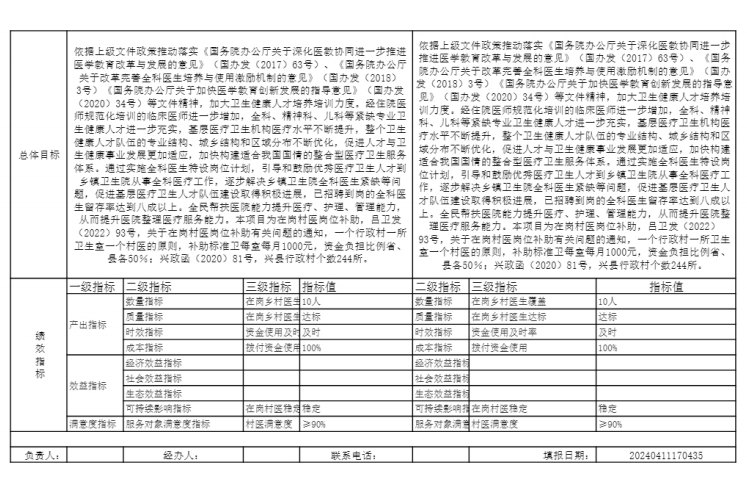 总体目标
依据上级文件政策推动落实《国务院办公厅关于深化医教协同进一步推进
医学教育改革与发展的意见》（国办发（2017）63号）、《国务院办公厅
关于改革完善全科医生培养与使用激励机制的意见》（国办发（2018）
3号）《国务院办公厅关于加快医学教育创新发展的指导意见》（国办发
（2020）34号）等文件精神，加大卫生健康人才培养培训力度。经住院医
师规范化培训的临床医师进一步增加，全科、精神科、儿科等紧缺专业卫
生健康人才进一步充实，基层医疗卫生机构医疗水平不断提升，整个卫生
健康人才队伍的专业结构、城乡结构和区域分布不断优化，促进人才与卫
生健康事业发展更加适应，加快构建适合我国国情的整合型医疗卫生服务
体系。通过实施全科医生特设岗位计划，引导和鼓励优秀医疗卫生人才到
乡镇卫生院从事全科医疗工作，逐步解决乡镇卫生院全科医生紧缺等问
题，促进基层医疗卫生人才队伍建设取得积极进展，已招聘到岗的全科医
生留存率达到八成以上。全民帮扶医院能力提升医疗、护理、管理能力，
从而提升医院整理医疗服务能力。本项目为在岗村医岗位补助，吕卫发
（2022）93号，关于在岗村医岗位补助有关问题的通知，一个行政村一所
卫生室一个村医的原则，补助标准卫每室每月1000元，资金负担比例省、
县各50%；兴政函（2020）81号，兴县行政村个数244所。
依据上级文件政策推动落实《国务院办公厅关于深化医教协同进一步
推进医学教育改革与发展的意见》（国办发（2017）63号）、《国务
院办公厅关于改革完善全科医生培养与使用激励机制的意见》（国办
发（2018）3号）《国务院办公厅关于加快医学教育创新发展的指导意
见》（国办发（2020）34号）等文件精神，加大卫生健康人才培养培
训力度。经住院医师规范化培训的临床医师进一步增加，全科、精神
科、儿科等紧缺专业卫生健康人才进一步充实，基层医疗卫生机构医
疗水平不断提升，整个卫生健康人才队伍的专业结构、城乡结构和区
域分布不断优化，促进人才与卫生健康事业发展更加适应，加快构建
适合我国国情的整合型医疗卫生服务体系。通过实施全科医生特设岗
位计划，引导和鼓励优秀医疗卫生人才到乡镇卫生院从事全科医疗工
作，逐步解决乡镇卫生院全科医生紧缺等问题，促进基层医疗卫生人
才队伍建设取得积极进展，已招聘到岗的全科医生留存率达到八成以
上。全民帮扶医院能力提升医疗、护理、管理能力，从而提升医院整
理医疗服务能力。本项目为在岗村医岗位补助，吕卫发（2022）
93号，关于在岗村医岗位补助有关问题的通知，一个行政村一所卫生
室一个村医的原则，补助标准卫每室每月1000元，资金负担比例省、
县各50%；兴政函（2020）81号，兴县行政村个数244所。
绩效指标
一级指标 二级指标 三级指标 指标值 二级指标 三级指标 指标值
产出指标
数量指标 在岗乡村医生 10人 数量指标 在岗乡村医生覆盖 10人
质量指标 在岗乡村医生 达标 质量指标 在岗乡村医生达标 达标
时效指标 资金使用及时 及时 时效指标 资金使用及时率 及时
成本指标 拨付资金使用 100% 成本指标 拨付资金使用 100%
效益指标
经济效益指标 经济效益指标
社会效益指标 社会效益指标
生态效益指标 生态效益指标
可持续影响指标 在岗村医稳定 稳定 可持续影响指 在岗村医稳定 稳定
满意度指标 服务对象满意度指标 村医满意度 ≥90% 服务对象满意 村医满意度 ≥90%
负责人： 经办人： 联系电话： 填报日期： 20240411170435